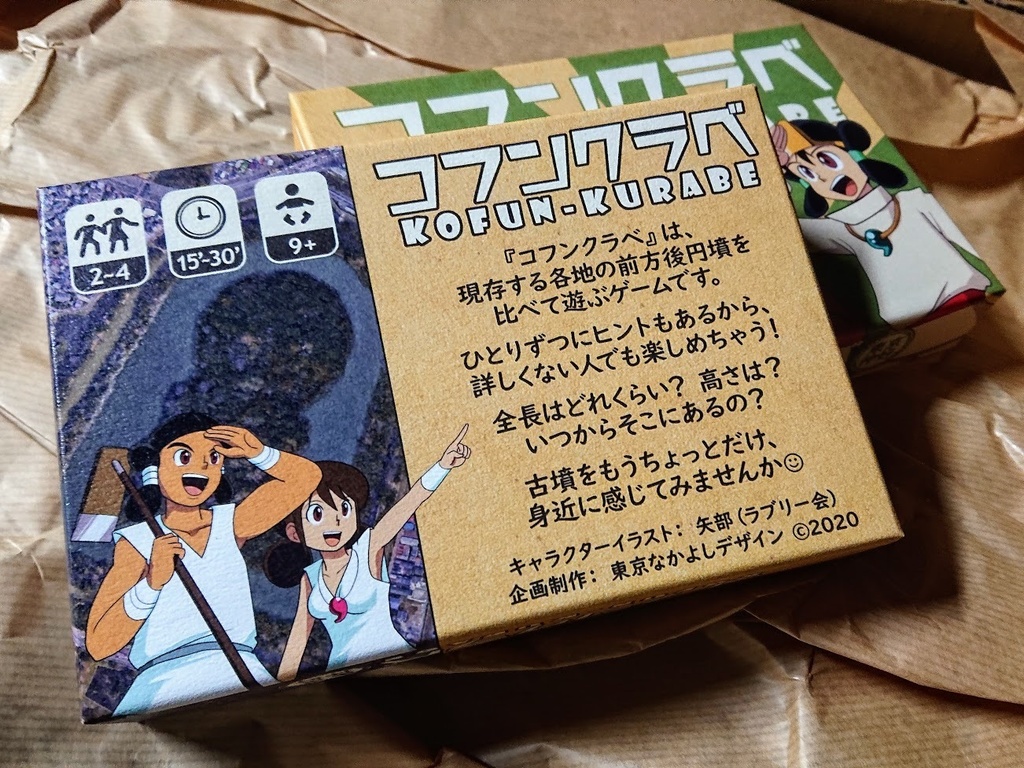 コフンクラベ
RABE
2~4
15'-30'
9+
コフンクラベ
KOFUN-KURABE
『コフンクラベ』は、
現存する各地の前方後円墳を
比べて遊ぶゲームです。
ひとりずつにヒントもあるから、
詳しくない人でも楽しめちゃう!
全長はどれくらい? 高さは?
いつからそこにあるの?
古墳をもうちょっとだけ、
身近に感じてみませんか☺
キャラクターイラスト: 矢部(ラブリー会)
企画制作: 東京なかよしデザイン ©2020